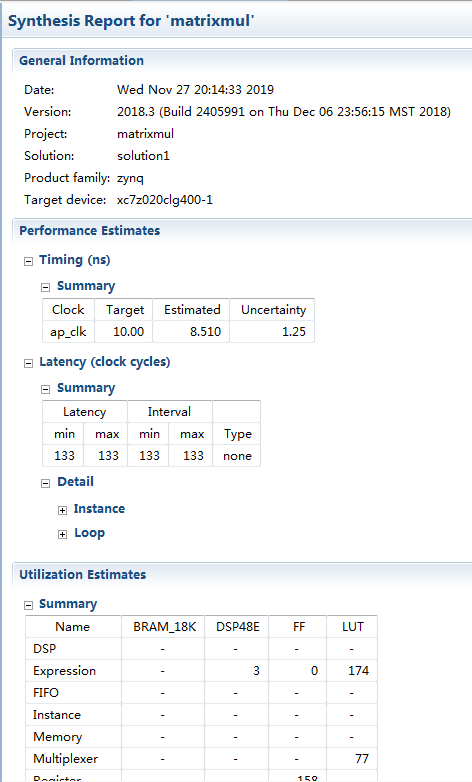 Synthesis Report for 'matrixmul'
General Information
Date: Wed Nov 27 20:14:33 2019
Version: 2018.3 (Build 2405991 on Thu Dec 06 23:56:15 MST 2018)
Project: matrixmul
Solution: solution1
Product family: zynq
Target device: xc7z020clg400-1
Performance Estimates
Timing (ns)
Summary
Clock Target Estimated Uncertainty
ap_clk 10.00 8.510 1.25
Latency (clock cycles)
Summary
Latency Interval
min max min max Type
133 133 133 133 none
Detail
Instance
Loop
Utilization Estimates
Summary
Name BRAM_18K DSP48E FF LUT
DSP - - - -
Expression - 3 0 174
FIFO - - - -
Instance - - - -
Memory - - - -
Multiplexer - - - 77
Register - - 158 -